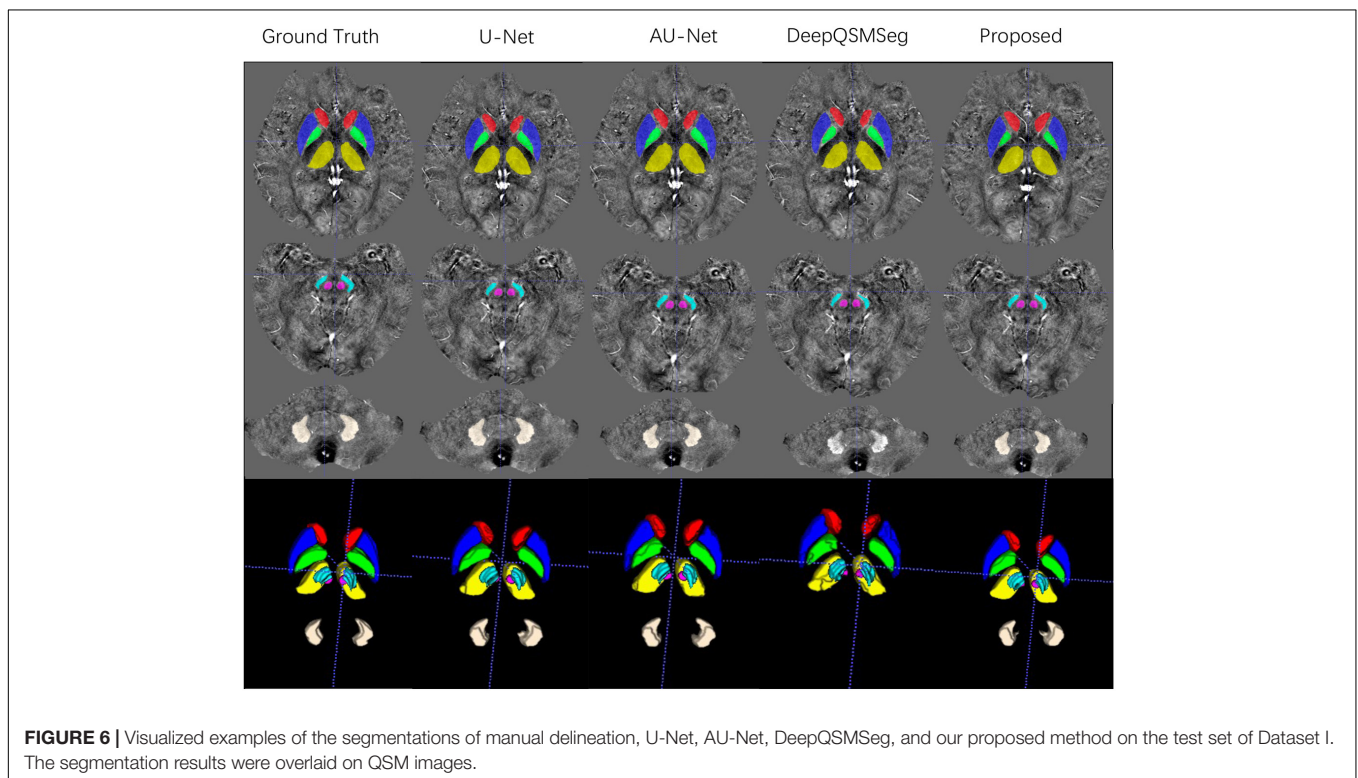 Ground Truth U-Net AU-Net DeepQSMSeg Proposed
FIGURE 6 | Visualized examples of the segmentations of manual delineation, U-Net, AU-Net, DeepQSMSeg, and our proposed method on the test set of Dataset I.
The segmentation results were overlaid on QSM images.